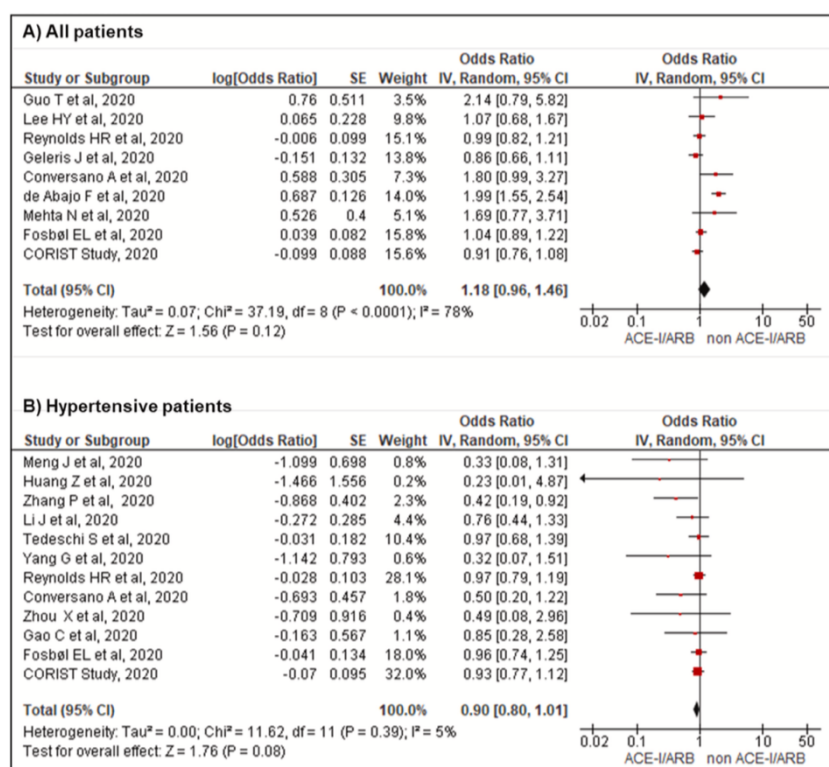 A) All patients
Odds Ratio Odds Ratio
Study or Subgroup log[Odds Ratio] SE Weight IV, Random, 95% CI IV, Random, 95% CI
Guo T et al, 2020 0.76 0.511 3.5% 2.14 [0.79, 5.82]
Lee HY et al, 2020 0.065 0.228 9.8% 1.07 [0.68, 1.67]
Reynolds HR et al, 2020 -0.006 0.099 15.1% 0.99 [0.82, 1.21]
Geleris J et al, 2020 -0.151 0.132 13.8% 0.86 [0.66, 1.11]
Conversano A et al, 2020 0.588 0.305 7.3% 1.80 [0.99, 3.27]
de Abajo F et al, 2020 0.687 0.126 14.0% 1.99 [1.55, 2.54]
Mehta N et al, 2020 0.526 0.4 5.1% 1.69 [0.77, 3.71]
Fosbøl EL et al, 2020 0.039 0.082 15.8% 1.04 [0.89, 1.22]
CORIST Study, 2020 -0.099 0.088 15.6% 0.91 [0.76, 1.08]
Total (95% CI) 100.0% 1.18 [0.96, 1.46]
Heterogeneity: Tau² = 0.07; Chi² = 37.19, df = 8 (P < 0.0001); I² = 78%
Test for overall effect: Z = 1.56 (P = 0.12)
0.02 0.1 1 10 50
ACE-I/ARB non ACE-I/ARB
B) Hypertensive patients
Odds Ratio Odds Ratio
Study or Subgroup log[Odds Ratio] SE Weight IV, Random, 95% CI IV, Random, 95% CI
Meng J et al, 2020 -1.099 0.698 0.8% 0.33 [0.08, 1.31]
Huang Z et al, 2020 -1.466 1.556 0.2% 0.23 [0.01, 4.87]
Zhang P et al, 2020 -0.868 0.402 2.3% 0.42 [0.19, 0.92]
Li J et al, 2020 -0.272 0.285 4.4% 0.76 [0.44, 1.33]
Tedeschi S et al, 2020 -0.031 0.182 10.4% 0.97 [0.68, 1.39]
Yang G et al, 2020 -1.142 0.793 0.6% 0.32 [0.07, 1.51]
Reynolds HR et al, 2020 -0.028 0.103 28.1% 0.97 [0.79, 1.19]
Conversano A et al, 2020 -0.693 0.457 1.8% 0.50 [0.20, 1.22]
Zhou X et al, 2020 -0.709 0.916 0.4% 0.49 [0.08, 2.96]
Gao C et al, 2020 -0.163 0.567 1.1% 0.85 [0.28, 2.58]
Fosbøl EL et al, 2020 -0.041 0.134 18.0% 0.96 [0.74, 1.25]
CORIST Study, 2020 -0.07 0.095 32.0% 0.93 [0.77, 1.12]
Total (95% CI) 100.0% 0.90 [0.80, 1.01]
Heterogeneity: Tau² = 0.00; Chi² = 11.62, df = 11 (P = 0.39); I² = 5%
Test for overall effect: Z = 1.76 (P = 0.08)
0.02 0.1 1 10 50
ACE-I/ARB non ACE-I/ARB